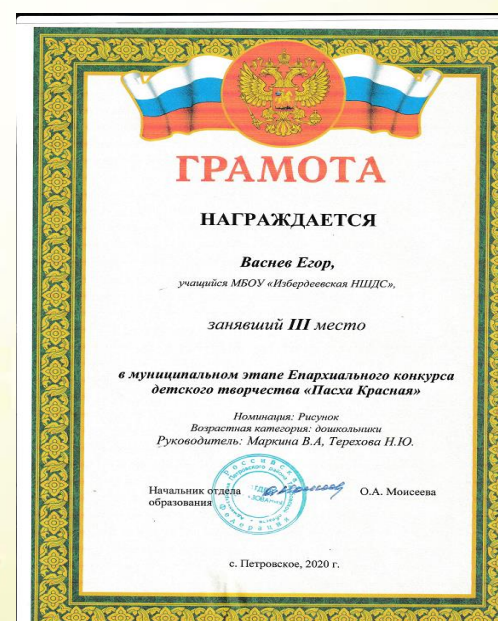 ГРАМОТА
НАГРАЖДАЕТСЯ
Васнев Егор,
учащийся МБОУ «Избердеевская НШДС»,
занявший III место
в муниципальном этапе Епархиального конкурса
детского творчества «Пасха Красная»
Номинация: Рисунок
Возрастная категория: дошкольники
Руководитель: Маркина В.А, Терехова Н.Ю.
Начальник отдела О.А. Моисеева
образования
с. Петровское, 2020 г.